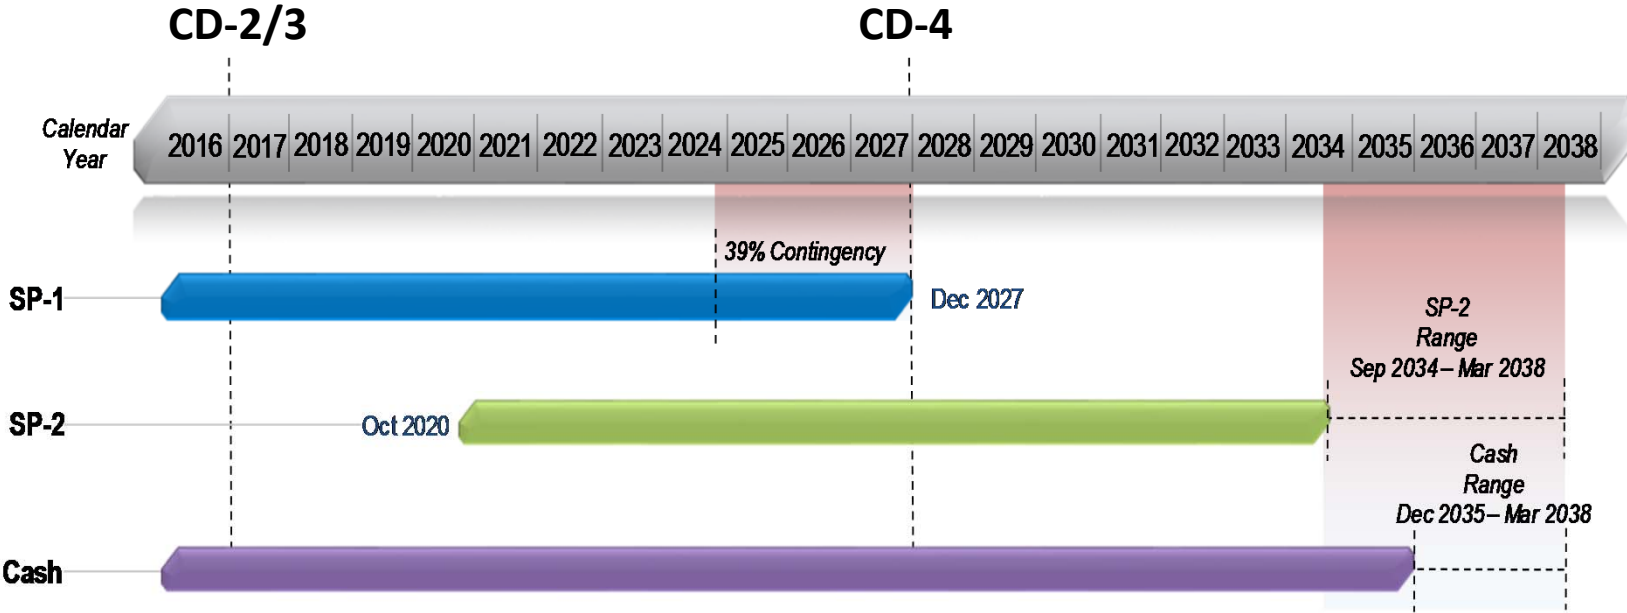 CD-2/3 CD-4
Calendar
Year
2016 2017 2018 2019 2020 2021 2022 2023 2024 2025 2026 2027 2028 2029 2030 2031 2032 2033 2034 2035 2036 2037 2038
39% Contingency
SP-1 Dec 2027
SP-2
Range
Sep 2034 – Mar 2038
SP-2 Oct 2020
Cash
Range
Dec 2035 – Mar 2038
Cash